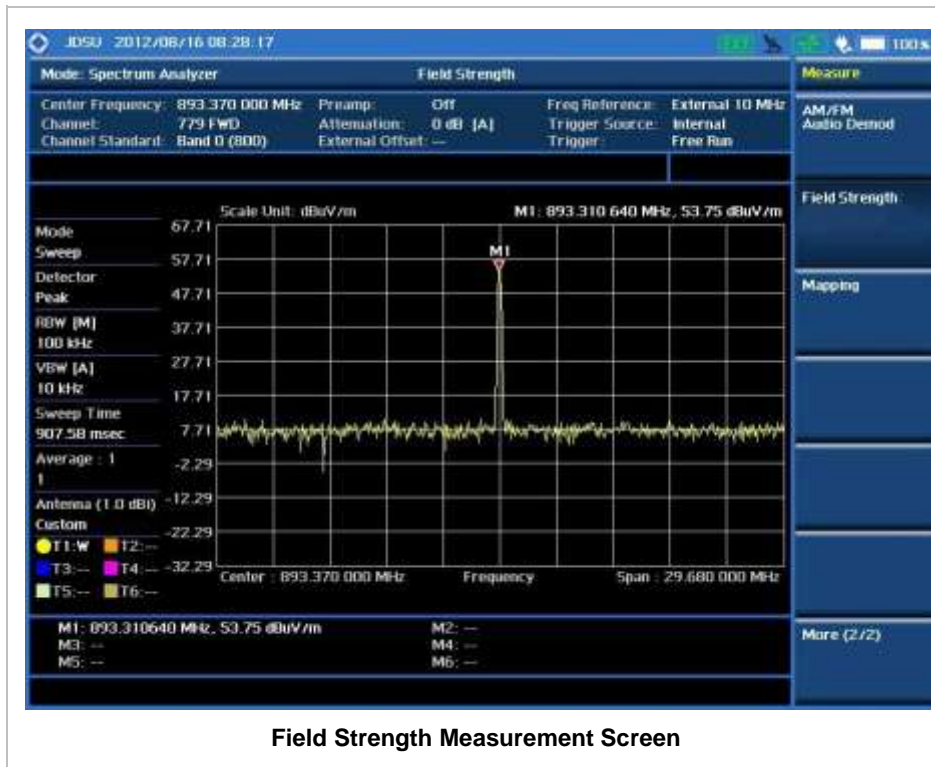 JDSU 2012/08/16 08:28:17
100%
Mode: Spectrum Analyzer
Field Strength
Measure
Center Frequency: 893.370 000 MHz
Preamp: Off
Freq Reference: External 10 MHz
Channel: 779 FWD
Attenuation: 0 dB [A]
Trigger Source: Internal
Channel Standard: Band 0 (800)
External Offset: --
Trigger: Free Run
AM/FM
Audio Demod
Field Strength
Mapping
More (2/2)
Scale Unit: dBuV/m
M1: 893.310 640 MHz, 53.75 dBuV/m
Mode
Sweep
Detector
Peak
RBW [M]
100 kHz
VBW [A]
10 kHz
Sweep Time
907.58 msec
Average : 1
1
Antenna (1.0 dBi)
Custom
T1:W T2:--
T3:-- T4:--
T5:-- T6:--
67.71
57.71
47.71
37.71
27.71
17.71
7.71
-2.29
-12.29
-22.29
-32.29
M1
Center : 893.370 000 MHz
Frequency
Span : 29.680 000 MHz
M1: 893.310640 MHz, 53.75 dBuV/m
M2: --
M3: --
M4: --
M5: --
M6: --
Field Strength Measurement Screen